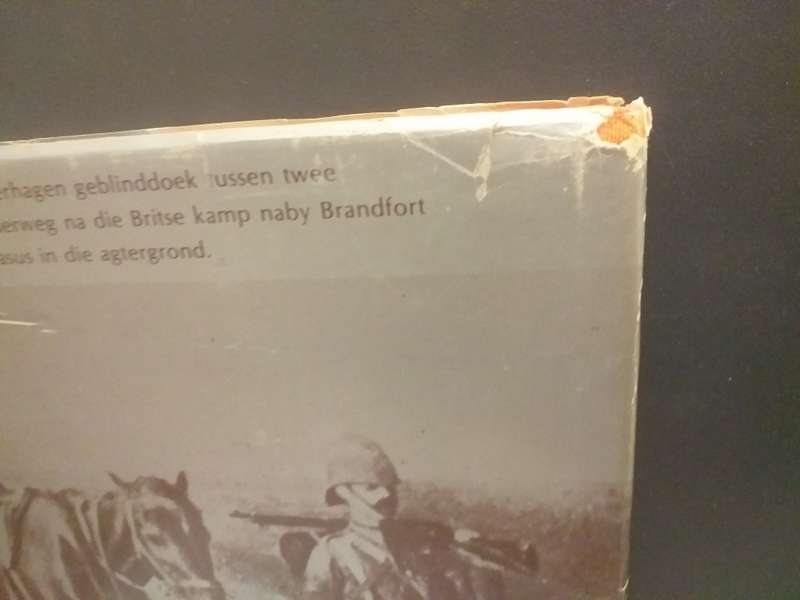 erhagen geblinddoek tussen twee
erweg na die Britse kamp naby Brandfort
asus in die agtergrond.